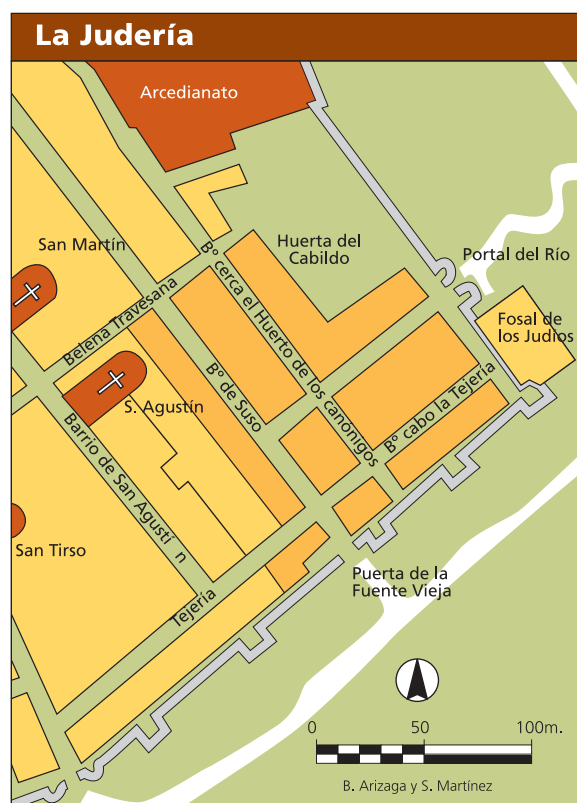 La Judería
Arcedianato
San Martín
Huerta del
Cabildo
Portal del Río
Bº cerca el Huerto de los canónigos
Belena Travesana
Fosal de
los Judíos
Bº de Suso
S. Agustín
Bº cabo la Tejería
Barrio de San Agustín
San Tirso
Tejería
Puerta de la
Fuente Vieja
0 50 100m.
B. Arizaga y S. Martínez